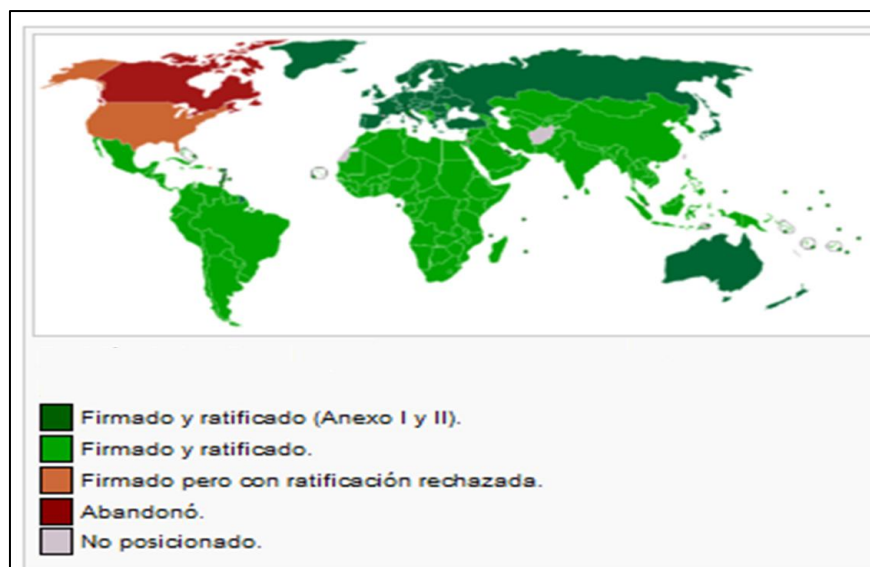 Firmado y ratificado (Anexo I y II).
Firmado y ratificado.
Firmado pero con ratificación rechazada.
Abandonó.
No posicionado.